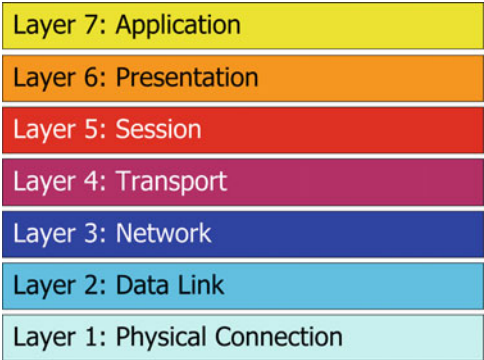 Layer 7: Application
Layer 6: Presentation
Layer 5: Session
Layer 4: Transport
Layer 3: Network
Layer 2: Data Link
Layer 1: Physical Connection